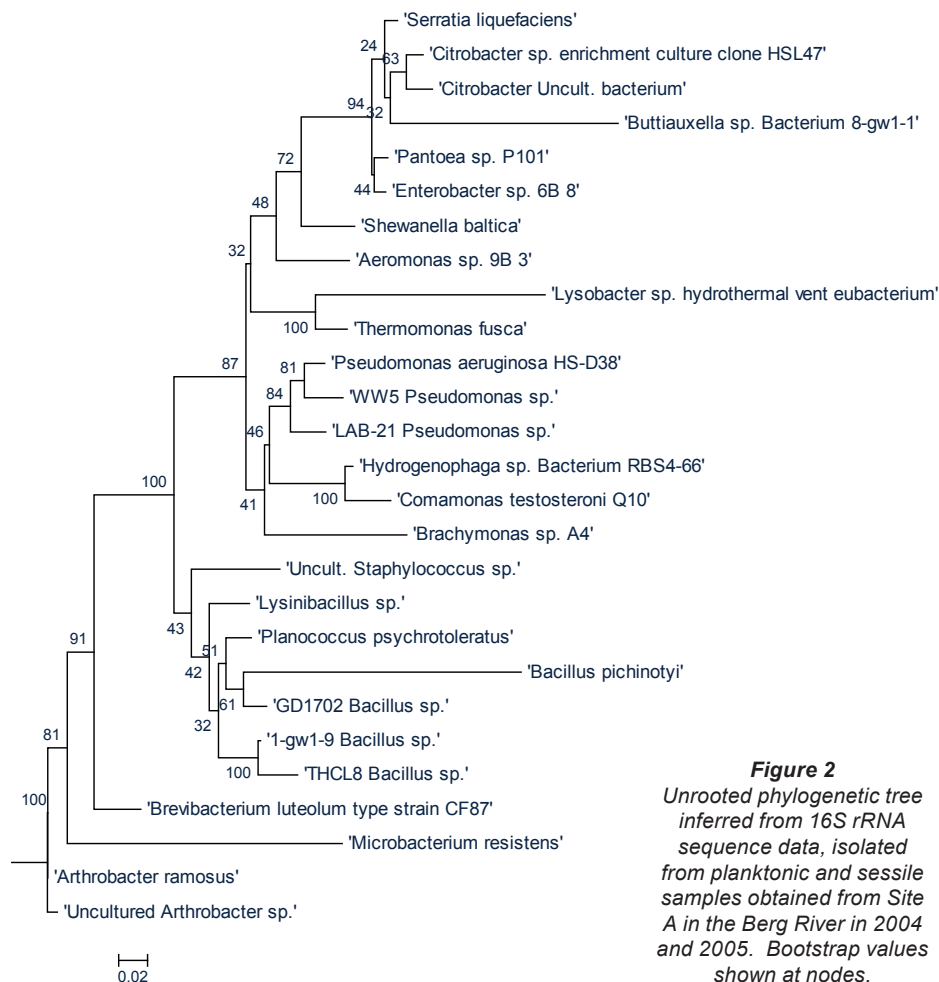 'Serratia liquefaciens'
24
'Citrobacter sp. enrichment culture clone HSL47'
63
'Citrobacter Uncult. bacterium'
94
32
'Buttiauxella sp. Bacterium 8-gw1-1'
72
'Pantoea sp. P101'
44
'Enterobacter sp. 6B 8'
48
'Shewanella baltica'
32
'Aeromonas sp. 9B 3'
'Lysobacter sp. hydrothermal vent eubacterium'
100
'Thermomonas fusca'
87
81
'Pseudomonas aeruginosa HS-D38'
84
'WW5 Pseudomonas sp.'
46
'LAB-21 Pseudomonas sp.'
'Hydrogenophaga sp. Bacterium RBS4-66'
100
100
'Comamonas testosteroni Q10'
41
'Brachymonas sp. A4'
'Uncult. Staphylococcus sp.'
'Lysinibacillus sp.'
43
91
51
'Planococcus psychrotoleratus'
42
'Bacillus pichinotyi'
61
'GD1702 Bacillus sp.'
32
81
'1-gw1-9 Bacillus sp.'
100
'THCL8 Bacillus sp.'
100
'Brevibacterium luteolum type strain CF87'
'Microbacterium resistens'
'Arthrobacter ramosus'
'Uncultured Arthrobacter sp.'
0.02
Figure 2
Unrooted phylogenetic tree
inferred from 16S rRNA
sequence data, isolated
from planktonic and sessile
samples obtained from Site
A in the Berg River in 2004
and 2005. Bootstrap values
shown at nodes.